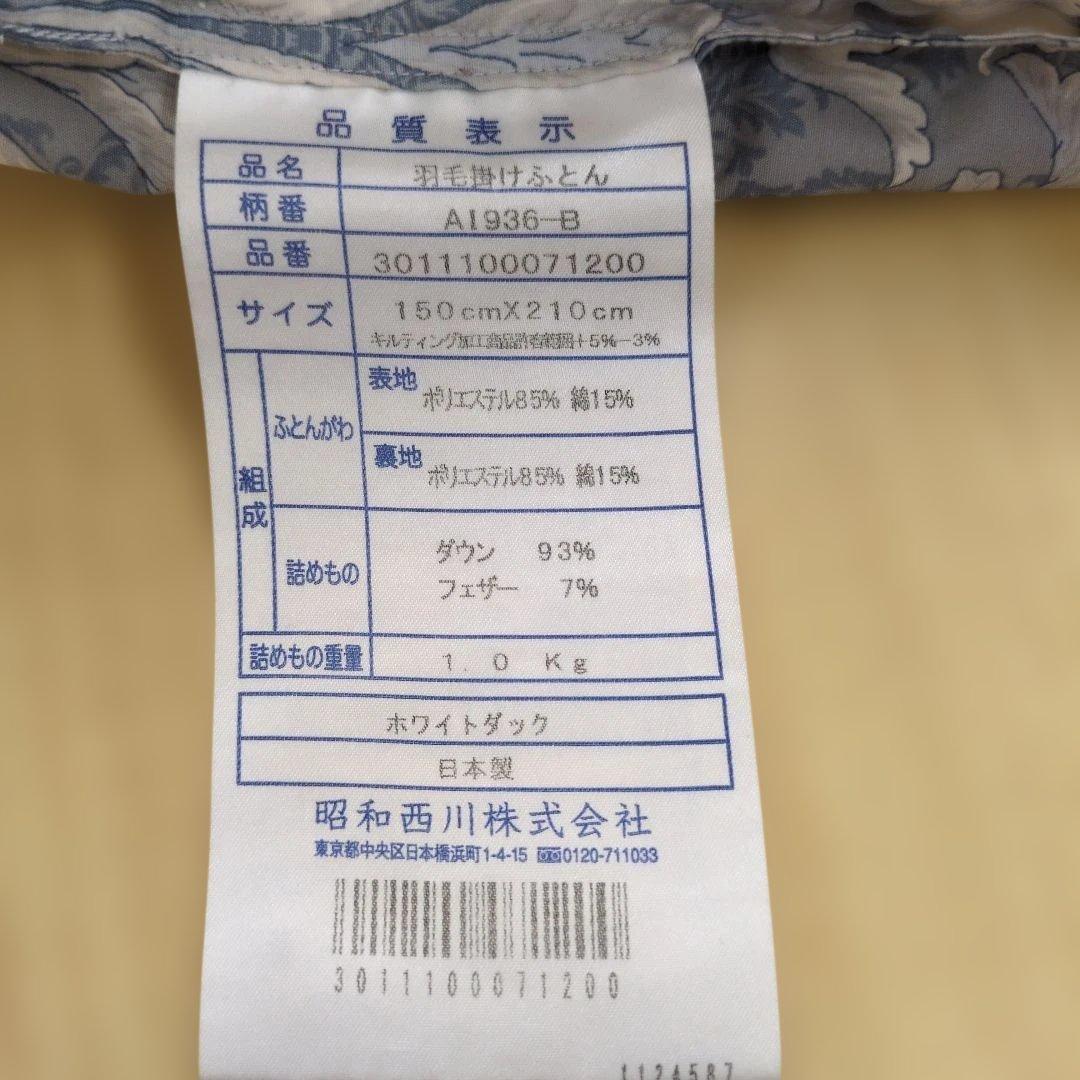 品質表示
品名 羽毛掛けふとん
柄番 AI936-B
品番 3011100071200
サイズ 150cmX210cm
キルティング加工商品許容範囲+5%-3%
組成
ふとんがわ
表地
ポリエステル85% 綿15%
裏地
ポリエステル85% 綿15%
詰めもの
ダウン 93%
フェザー 7%
詰めもの重量 1.0 Kg
ホワイトダック
日本製
昭和西川株式会社
東京都中央区日本橋浜町1-4-15 0120-711033
3011100071200
1124587